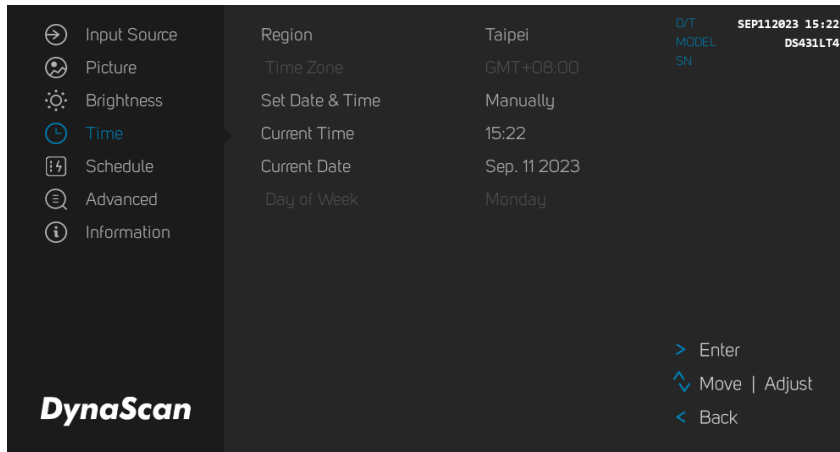 Input Source
Picture
Brightness
Time
Schedule
Advanced
Information
DynaScan
Region Taipei
Time Zone GMT+08:00
Set Date & Time Manually
Current Time 15:22
Current Date Sep. 11 2023
Day of Week Monday
D/T SEP112023 15:22
MODEL DS431LT4
SN
> Enter
Move | Adjust
< Back